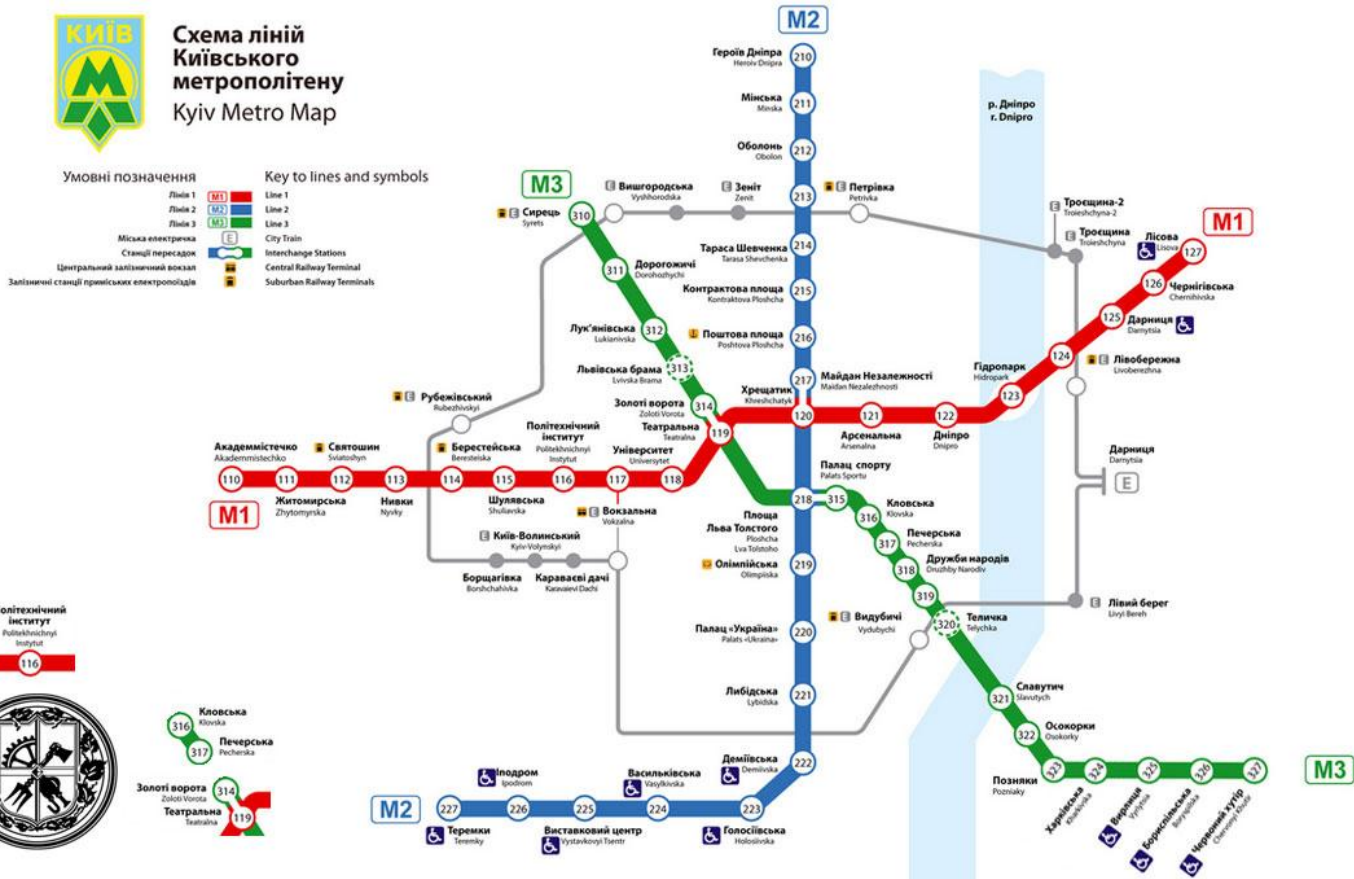 КИЇВ
Схема ліній
Київського
метрополітену
Kyiv Metro Map
Умовні позначення
Key to lines and symbols
Лінія 1 M1 Line 1
Лінія 2 M2 Line 2
Лінія 3 M3 Line 3
Міська електричка E City Train
Станції пересадок Interchange Stations
Центральний залізничний вокзал Central Railway Terminal
Залізничні станції приміських електропоїздів Suburban Railway Terminals
M2
Героїв Дніпра
Heroiv Dnipra
210
Мінська
Minska
211
Оболонь
Obolon
212
213
E Петрівка
Petrivka
Тараса Шевченка
Tarasa Shevchenka
214
Контрактова площа
Kontraktova Ploshcha
215
Поштова площа
Poshtova Ploshcha
216
217
Майдан Незалежності
Maidan Nezalezhnosti
р. Дніпро
r. Dnipro
M3
E Сирець
Syrets
310
E Вишгородська
Vyshhorodska
E Зеніт
Zenit
311
Дорогожичі
Dorohozhychi
Лук'янівська
Lukianivska
312
Львівська брама
Lvivska Brama
313
Золоті ворота
Zoloti Vorota
314
Театральна
Teatralna
119
Хрещатик
Khreshchatyk
120
121
Арсенальна
Arsenalna
122
Дніпро
Dnipro
Гідропарк
Hidropark
123
124
E Лівобережна
Livoberezhna
125
Дарниця
Darnytsia
126
Чернігівська
Chernihivska
Лісова
Lisova
127
M1
E
Троєщина-2
Troieshchyna-2
E Троєщина
Troieshchyna
Дарниця
Darnytsia
E
E Лівий берег
Livyi Bereh
E Рубежівський
Rubezhivskyi
Академмістечко
Akademmistechko
110
M1
111
Житомирська
Zhytomyrska
Святошин
Sviatoshyn
112
113
Нивки
Nyvky
Берестейська
Beresteiska
114
115
Шулявська
Shuliavska
Політехнічний
інститут
Politekhnichnyi
Instytut
116
Університет
Universytet
117
118
E Вокзальна
Vokzalna
E Київ-Волинський
Kyiv-Volynskyi
Борщагівка
Borshchahivka
Караваєві дачі
Karavaievi Dachi
Площа
Льва Толстого
Ploshcha
Lva Tolstoho
218
Палац спорту
Palats Sportu
315
316
Кловська
Klovska
317
Печерська
Pecherska
318
Дружби народів
Druzhby Narodiv
319
E Видубичі
Vydubychi
320
Теличка
Telychka
321
Славутич
Slavutych
322
Осокорки
Osokorky
Позняки
Pozniaky
323
324
Харківська
Kharkivska
325
Вирлиця
Vyrlytsia
326
Бориспільська
Boryspilska
327
Червоний хутір
Chervonyi Khutir
M3
Олімпійська
Olimpiiska
219
Палац «Україна»
Palats «Ukraina»
220
Либідська
Lybidska
221
Деміївська
Demiivska
222
223
Голосіївська
Holosiivska
Васильківська
Vasylkivska
224
225
Виставковий центр
Vystavkovyi Tsentr
Іподром
Ipodrom
226
227
Теремки
Teremky
M2
олітехнічний
інститут
Politekhnichnyi
Instytut
116
316
Кловська
Klovska
317
Печерська
Pecherska
Золоті ворота
Zoloti Vorota
314
Театральна
Teatralna
119